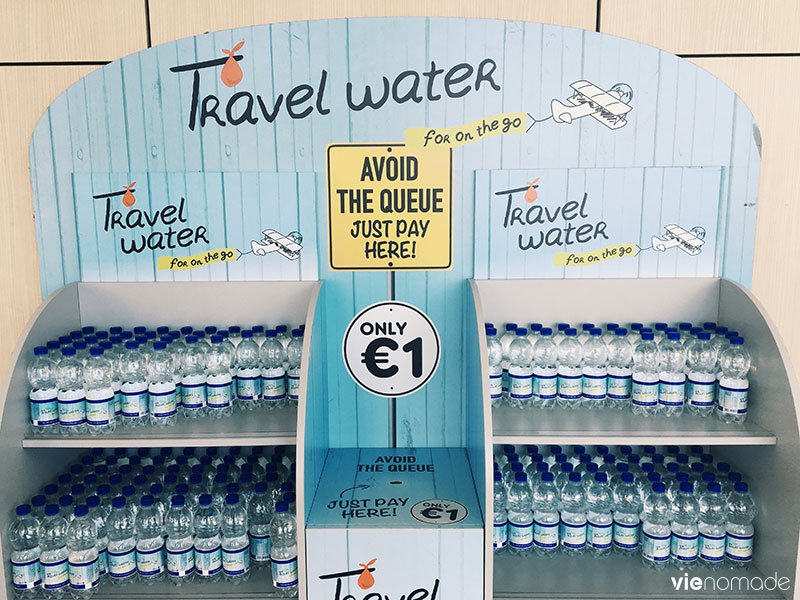 Travel water
for on the go
Travel
water
for on the go
AVOID
THE QUEUE
JUST PAY
HERE!
Travel
water
for on the go
ONLY
€1
AVOID
THE QUEUE
JUST PAY
HERE!
ONLY
€1
Travel
vienomade